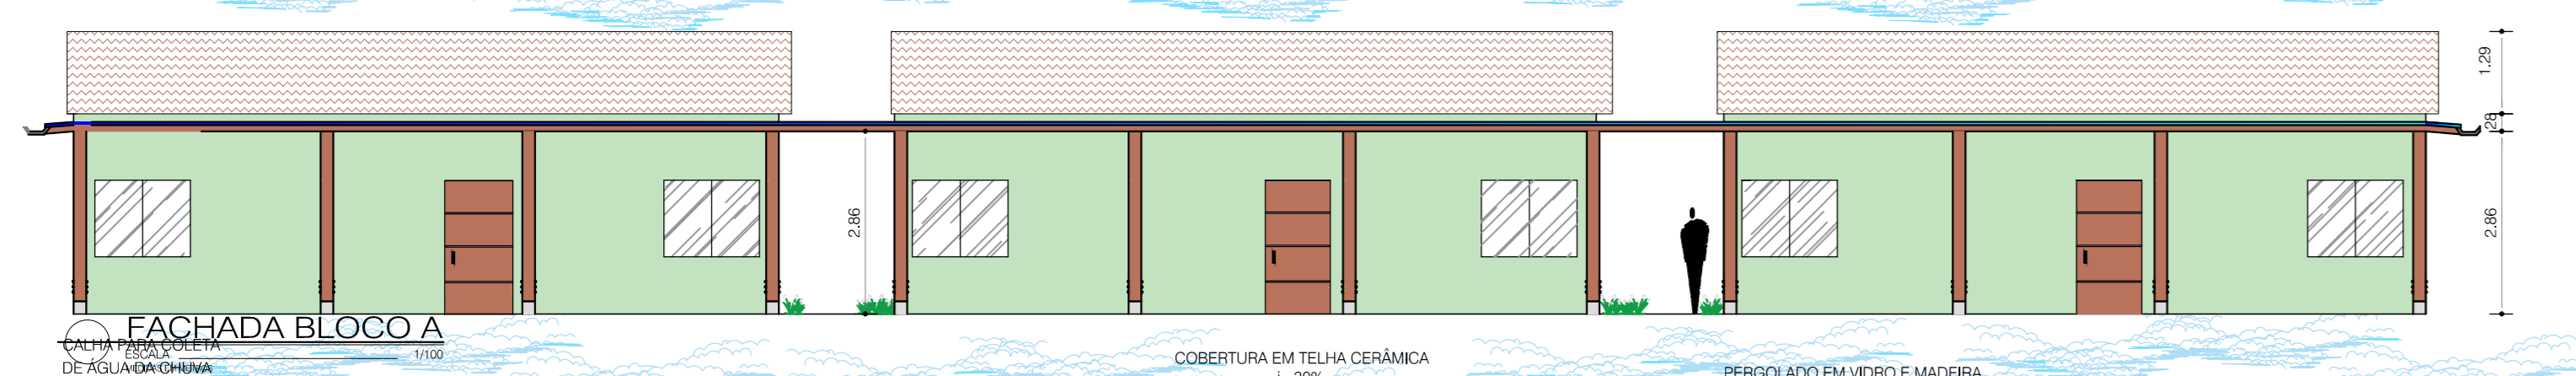 1.29
28
2.86
2.86
FACHADA BLOCO A
ESCALA 1/100
CALHA PARA COLETA
DE ÁGUA DA CHUVA
COBERTURA EM TELHA CERÂMICA
PERGOLADO EM VIDRO E MADEIRA